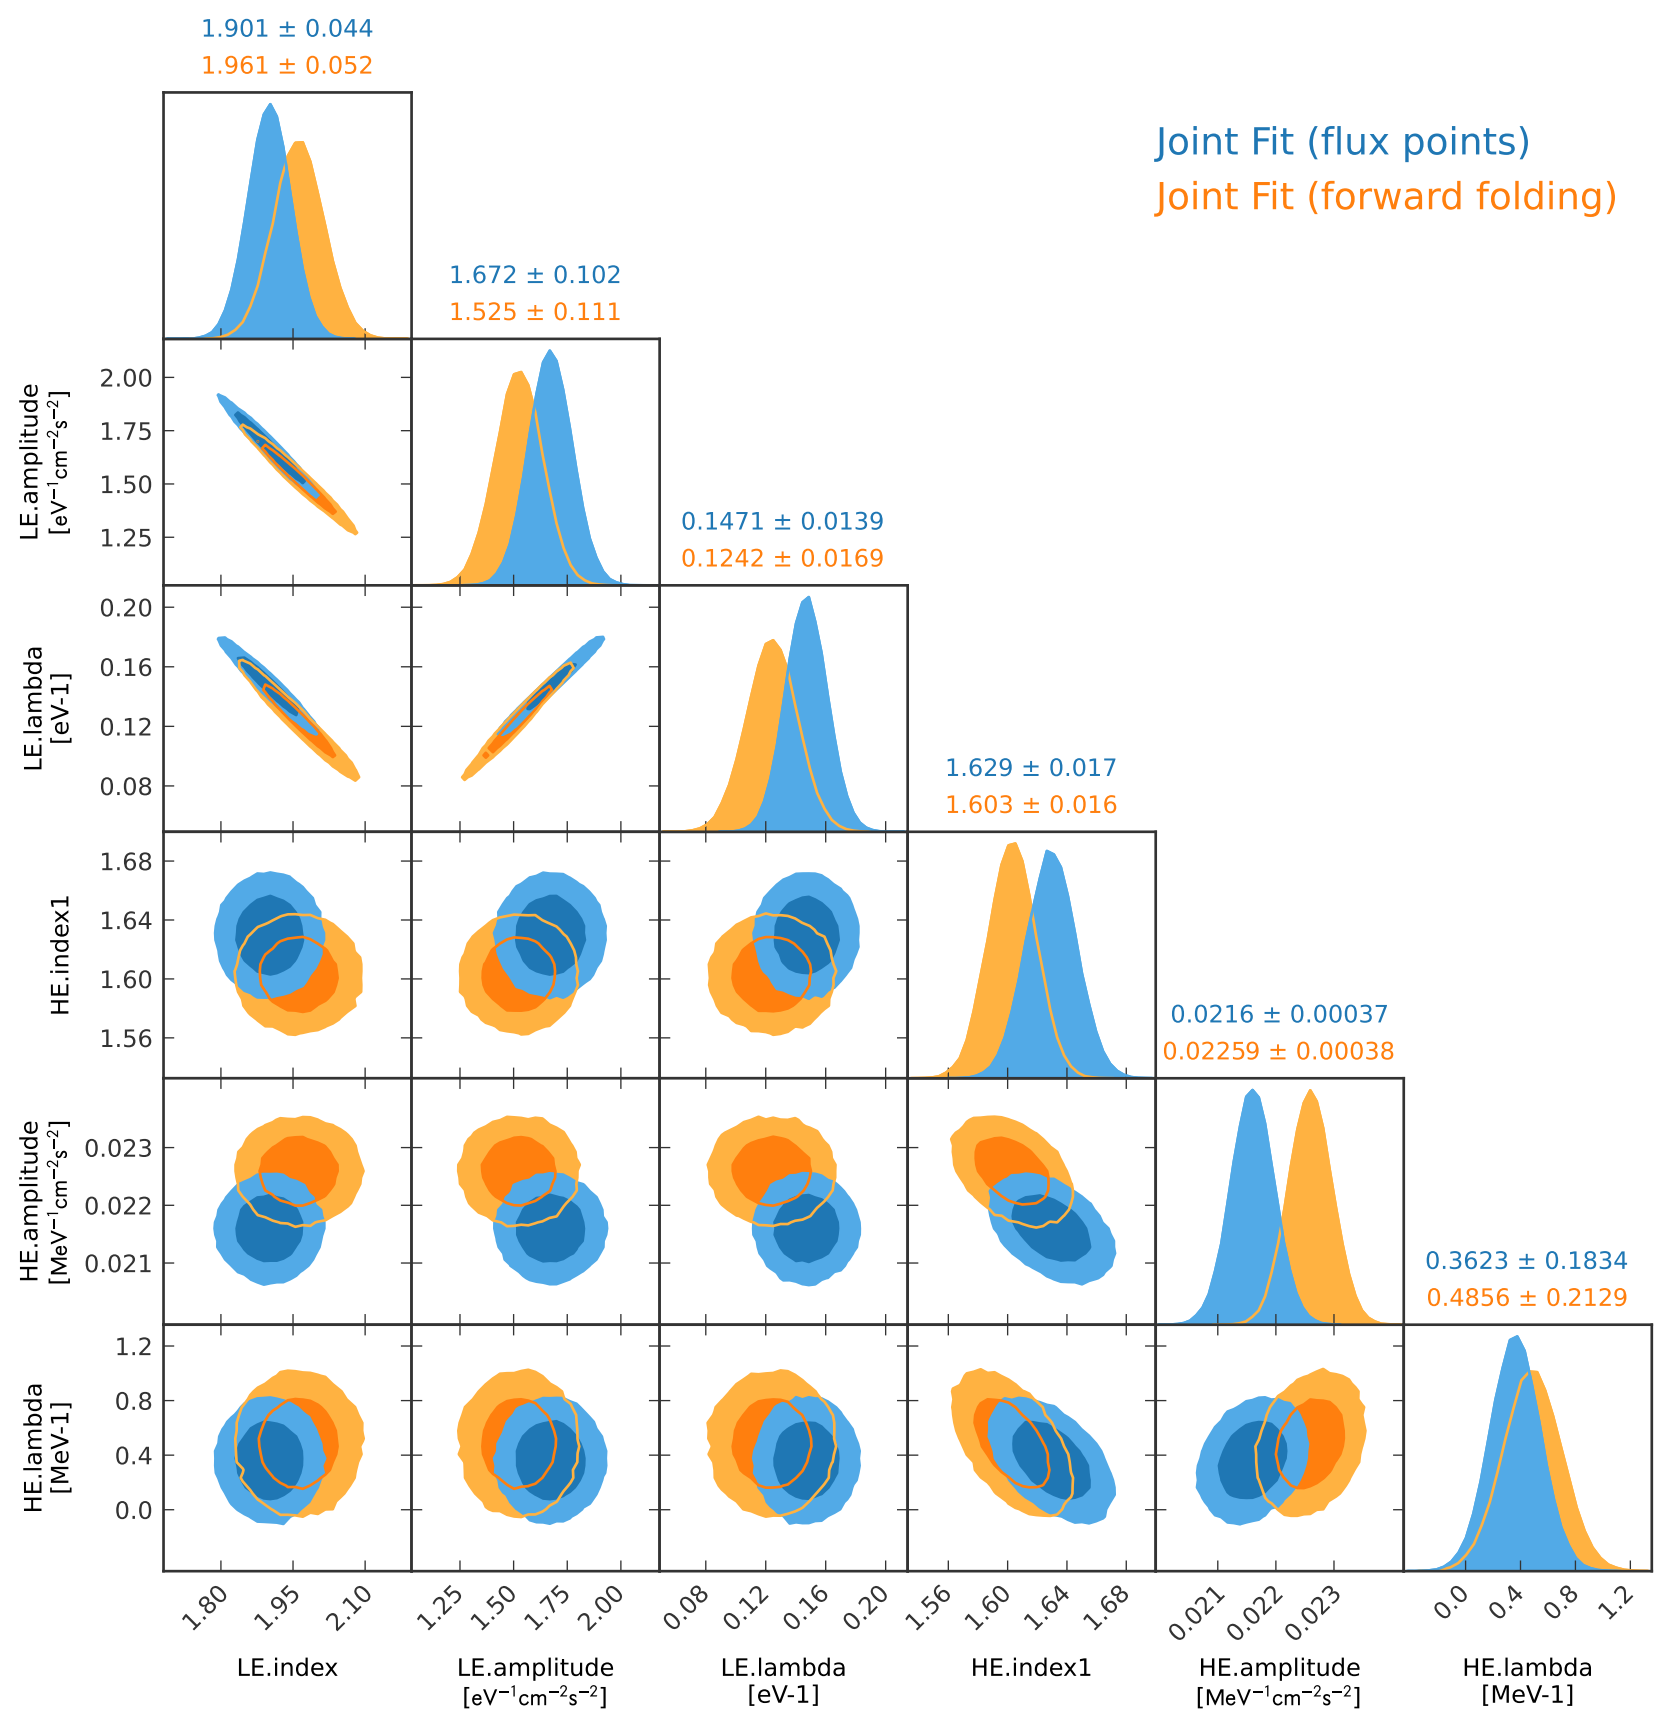 1.901 ± 0.044
1.961 ± 0.052
Joint Fit (flux points)
Joint Fit (forward folding)
1.672 ± 0.102
1.525 ± 0.111
LE.amplitude
[eV⁻¹cm⁻²s⁻²]
2.00
1.75
1.50
1.25
0.1471 ± 0.0139
0.1242 ± 0.0169
LE.lambda
[eV-1]
0.20
0.16
0.12
0.08
1.629 ± 0.017
1.603 ± 0.016
HE.index1
1.68
1.64
1.60
1.56
0.0216 ± 0.00037
0.02259 ± 0.00038
HE.amplitude
[MeV⁻¹cm⁻²s⁻²]
0.023
0.022
0.021
0.3623 ± 0.1834
0.4856 ± 0.2129
HE.lambda
[MeV-1]
1.2
0.8
0.4
0.0
1.80 1.95 2.10
1.25 1.50 1.75 2.00
0.08 0.12 0.16 0.20
1.56 1.60 1.64 1.68
0.021 0.022 0.023
0.0 0.4 0.8 1.2
LE.index
LE.amplitude
[eV⁻¹cm⁻²s⁻²]
LE.lambda
[eV-1]
HE.index1
HE.amplitude
[MeV⁻¹cm⁻²s⁻²]
HE.lambda
[MeV-1]